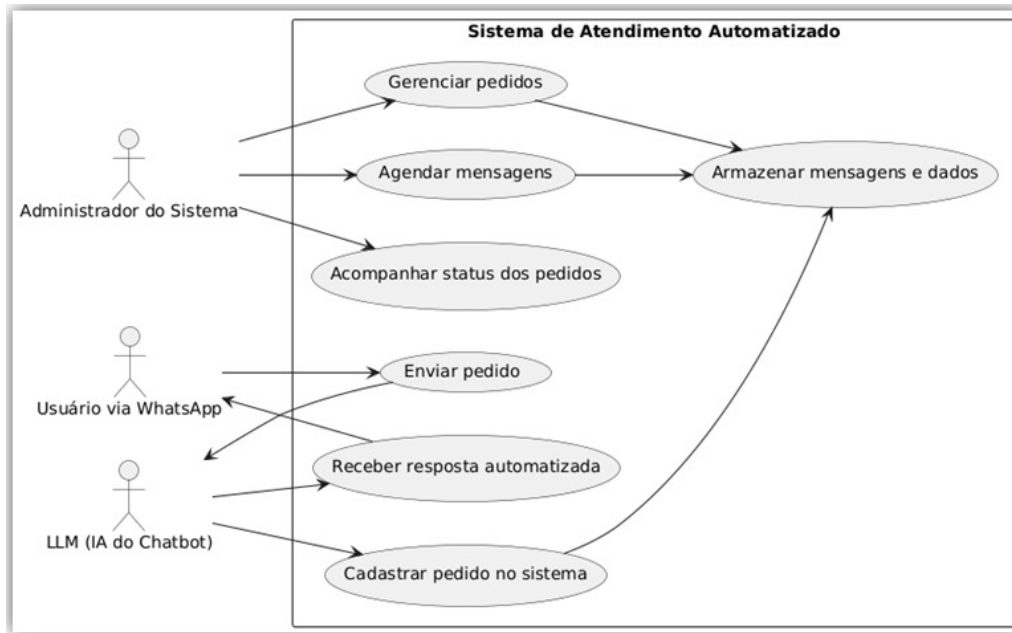 Sistema de Atendimento Automatizado
Gerenciar pedidos
Agendar mensagens
Armazenar mensagens e dados
Administrador do Sistema
Acompanhar status dos pedidos
Enviar pedido
Usuário via WhatsApp
Receber resposta automatizada
LLM (IA do Chatbot)
Cadastrar pedido no sistema